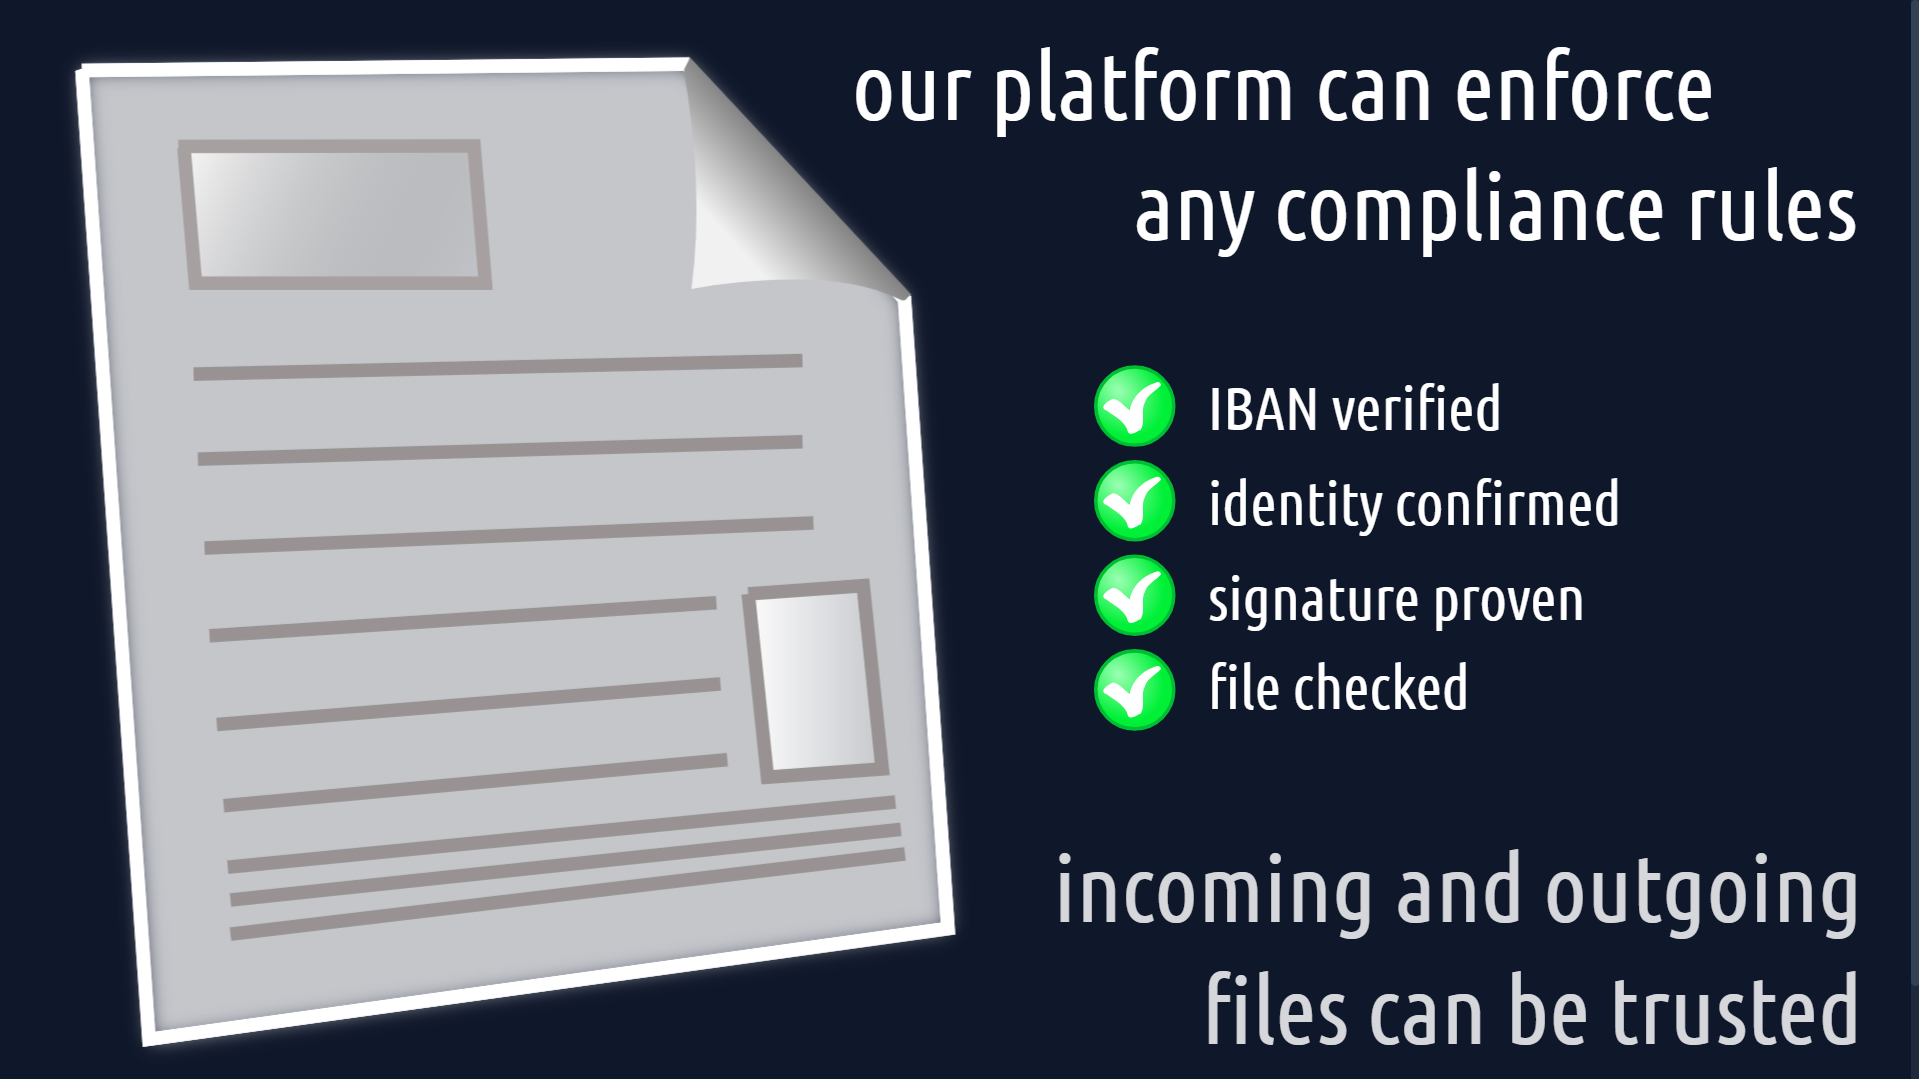 our platform can enforce
any compliance rules
IBAN verified
identity confirmed
signature proven
file checked
incoming and outgoing
files can be trusted